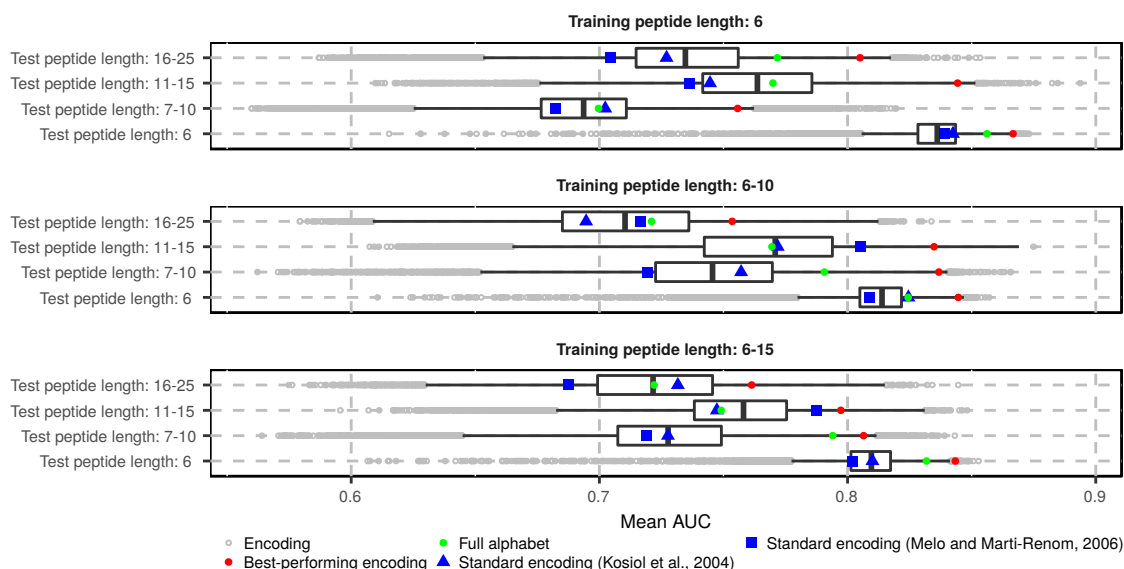 Training peptide length: 6
Test peptide length: 16-25
Test peptide length: 11-15
Test peptide length: 7-10
Test peptide length: 6
Training peptide length: 6-10
Test peptide length: 16-25
Test peptide length: 11-15
Test peptide length: 7-10
Test peptide length: 6
Training peptide length: 6-15
Test peptide length: 16-25
Test peptide length: 11-15
Test peptide length: 7-10
Test peptide length: 6
0.6 0.7 0.8 0.9
Mean AUC
Encoding Full alphabet Standard encoding (Melo and Marti-Renom, 2006)
Best-performing encoding Standard encoding (Kosiol et al., 2004)